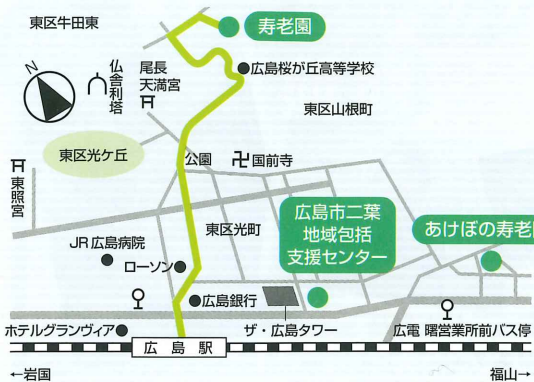 東区牛田東
寿老園
仏舎利塔
尾長
天満宮
広島桜が丘高等学校
N
東区山根町
東区光ケ丘
公園
国前寺
東照宮
東区光町
広島市二葉
地域包括
支援センター
あけぼの寿老園
JR広島病院
ローソン
広島銀行
ホテルグランヴィア
ザ・広島タワー
広電 曙営業所前バス停
広島駅
←岩国
福山→